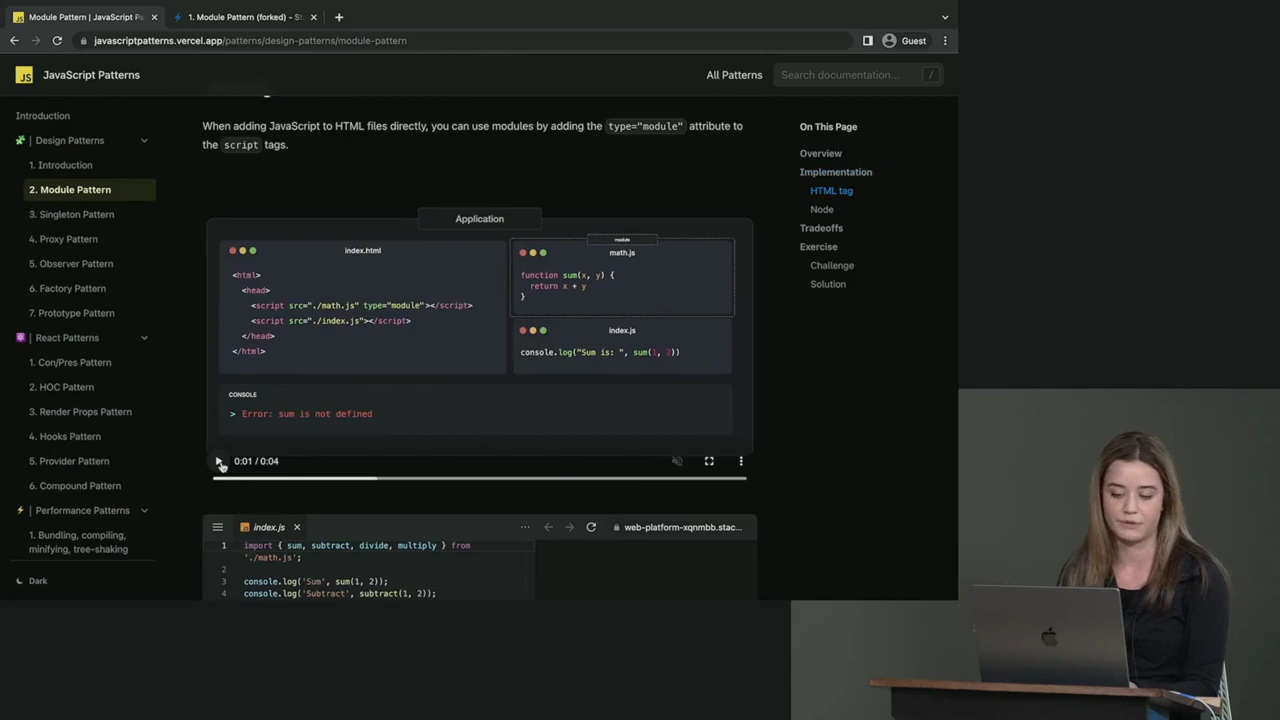 Module Pattern | JavaScript Pa
1. Module Pattern (forked) - St
javascriptpatterns.vercel.app/patterns/design-patterns/module-pattern
Guest
JS
JavaScript Patterns
All Patterns
Search documentation...
/
Introduction
Design Patterns
1. Introduction
2. Module Pattern
3. Singleton Pattern
4. Proxy Pattern
5. Observer Pattern
6. Factory Pattern
7. Prototype Pattern
React Patterns
1. Con/Pres Pattern
2. HOC Pattern
3. Render Props Pattern
4. Hooks Pattern
5. Provider Pattern
6. Compound Pattern
Performance Patterns
1. Bundling, compiling,
minifying, tree-shaking
Dark
When adding JavaScript to HTML files directly, you can use modules by adding the type="module" attribute to
the script tags.
Application
index.html
<html>
<head>
<script src="./math.js" type="module"></script>
<script src="./index.js"></script>
</head>
</html>
module
math.js
function sum(x, y) {
return x + y
}
index.js
console.log("Sum is: ", sum(1, 2))
CONSOLE
> Error: sum is not defined
0:01 / 0:04
index.js
web-platform-xqnmbb.stac...
1 import { sum, subtract, divide, multiply } from
'./math.js';
2
3 console.log('Sum', sum(1, 2));
4 console.log('Subtract', subtract(1, 2));
On This Page
Overview
Implementation
HTML tag
Node
Tradeoffs
Exercise
Challenge
Solution